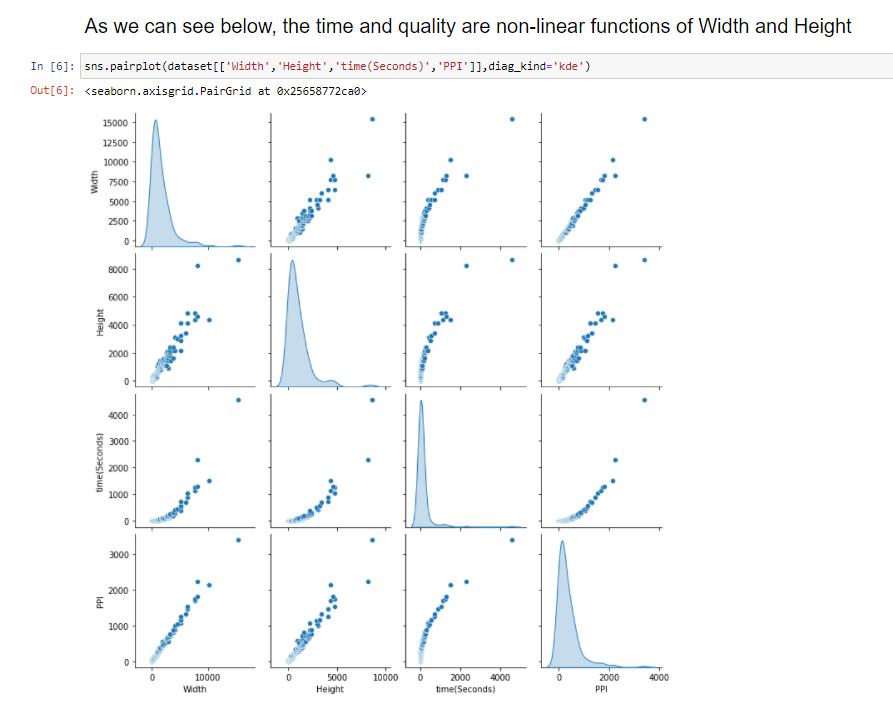 As we can see below, the time and quality are non-linear functions of Width and Height
In [6]: sns.pairplot(dataset[['Width','Height','time(Seconds)','PPI']],diag_kind='kde')
Out[6]: <seaborn.axisgrid.PairGrid at 0x25658772ca0>
15000
12500
10000
7500
5000
2500
0
Width
8000
6000
4000
2000
0
Height
4000
3000
2000
1000
0
time(Seconds)
3000
2000
1000
0
PPI
0 10000 0 5000 10000 0 2000 4000 0 2000 4000
Width Height time(Seconds) PPI